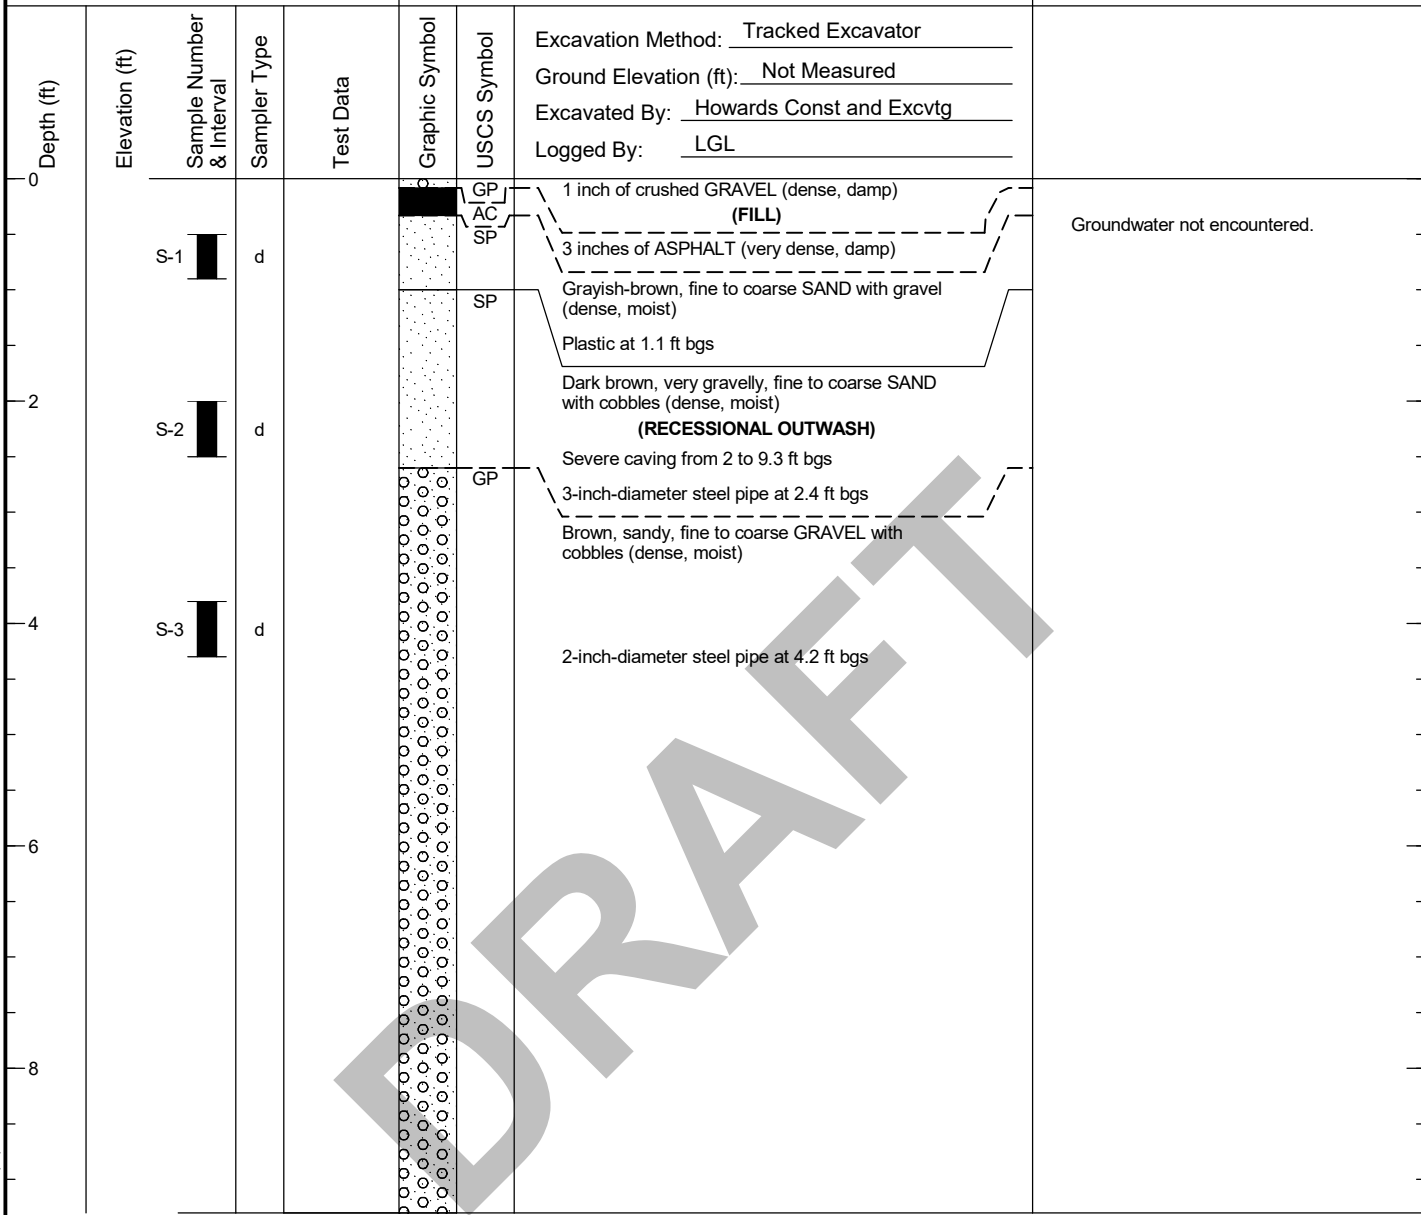 Depth (ft)
Elevation (ft)
Sample Number
& Interval
Sampler Type
Test Data
Graphic Symbol
USCS Symbol
Excavation Method: Tracked Excavator
Ground Elevation (ft): Not Measured
Excavated By: Howards Const and Excvtg
Logged By: LGL
0
GP
1 inch of crushed GRAVEL (dense, damp)
AC
(FILL)
Groundwater not encountered.
SP
3 inches of ASPHALT (very dense, damp)
S-1
d
Grayish-brown, fine to coarse SAND with gravel
(dense, moist)
SP
Plastic at 1.1 ft bgs
Dark brown, very gravelly, fine to coarse SAND
with cobbles (dense, moist)
2
S-2
d
(RECESSIONAL OUTWASH)
Severe caving from 2 to 9.3 ft bgs
GP
3-inch-diameter steel pipe at 2.4 ft bgs
Brown, sandy, fine to coarse GRAVEL with
cobbles (dense, moist)
4
S-3
d
2-inch-diameter steel pipe at 4.2 ft bgs
6
8
DRAFT